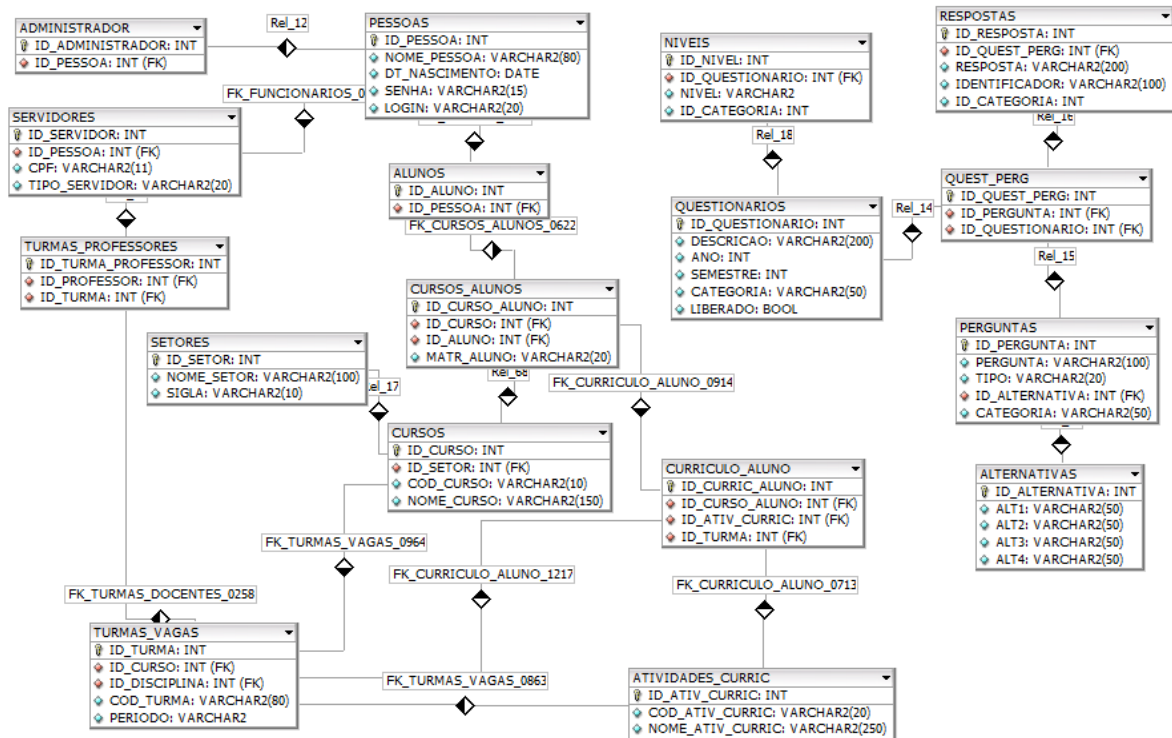 ADMINISTRADOR
ID_ADMINISTRADOR: INT
ID_PESSOA: INT (FK)
Rel_12
PESSOAS
ID_PESSOA: INT
NOME_PESSOA: VARCHAR2(80)
DT_NASCIMENTO: DATE
SENHA: VARCHAR2(15)
LOGIN: VARCHAR2(20)
FK_FUNCIONARIOS_0
SERVIDORES
ID_SERVIDOR: INT
ID_PESSOA: INT (FK)
CPF: VARCHAR2(11)
TIPO_SERVIDOR: VARCHAR2(20)
ALUNOS
ID_ALUNO: INT
ID_PESSOA: INT (FK)
FK_CURSOS_ALUNOS_0622
TURMAS_PROFESSORES
ID_TURMA_PROFESSOR: INT
ID_PROFESSOR: INT (FK)
ID_TURMA: INT (FK)
CURSOS_ALUNOS
ID_CURSO_ALUNO: INT
ID_CURSO: INT (FK)
ID_ALUNO: INT (FK)
MATR_ALUNO: VARCHAR2(20)
SETORES
ID_SETOR: INT
NOME_SETOR: VARCHAR2(100)
SIGLA: VARCHAR2(10)
Rel_17
Rel_68
FK_CURRICULO_ALUNO_0914
CURSOS
ID_CURSO: INT
ID_SETOR: INT (FK)
COD_CURSO: VARCHAR2(10)
NOME_CURSO: VARCHAR2(150)
FK_TURMAS_VAGAS_0964
FK_CURRICULO_ALUNO_1217
FK_TURMAS_DOCENTES_0258
TURMAS_VAGAS
ID_TURMA: INT
ID_CURSO: INT (FK)
ID_DISCIPLINA: INT (FK)
COD_TURMA: VARCHAR2(80)
PERIODO: VARCHAR2
FK_TURMAS_VAGAS_0863
CURRICULO_ALUNO
ID_CURRIC_ALUNO: INT
ID_CURSO_ALUNO: INT (FK)
ID_ATIV_CURRIC: INT (FK)
ID_TURMA: INT (FK)
FK_CURRICULO_ALUNO_0713
ATIVIDADES_CURRIC
ID_ATIV_CURRIC: INT
COD_ATIV_CURRIC: VARCHAR2(20)
NOME_ATIV_CURRIC: VARCHAR2(250)
NIVEIS
ID_NIVEL: INT
ID_QUESTIONARIO: INT (FK)
NIVEL: VARCHAR2
ID_CATEGORIA: INT
Rel_18
QUESTIONARIOS
ID_QUESTIONARIO: INT
DESCRICAO: VARCHAR2(200)
ANO: INT
SEMESTRE: INT
CATEGORIA: VARCHAR2(50)
LIBERADO: BOOL
Rel_14
RESPOSTAS
ID_RESPOSTA: INT
ID_QUEST_PERG: INT (FK)
RESPOSTA: VARCHAR2(200)
IDENTIFICADOR: VARCHAR2(100)
ID_CATEGORIA: INT
Rel_16
QUEST_PERG
ID_QUEST_PERG: INT
ID_PERGUNTA: INT (FK)
ID_QUESTIONARIO: INT (FK)
Rel_15
PERGUNTAS
ID_PERGUNTA: INT
PERGUNTA: VARCHAR2(100)
TIPO: VARCHAR2(20)
ID_ALTERNATIVA: INT (FK)
CATEGORIA: VARCHAR2(50)
ALTERNATIVAS
ID_ALTERNATIVA: INT
ALT1: VARCHAR2(50)
ALT2: VARCHAR2(50)
ALT3: VARCHAR2(50)
ALT4: VARCHAR2(50)